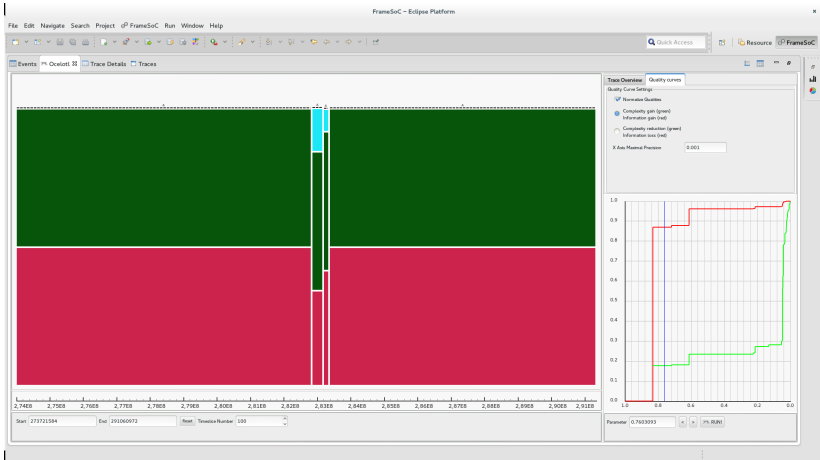 FrameSoC – Eclipse Platform
File Edit Navigate Search Project FrameSoC Run Window Help
Quick Access
Resource
FrameSoC
Events
Ocelotl
Trace Details
Traces
2,74E8 2,75E8 2,76E8 2,77E8 2,78E8 2,79E8 2,80E8 2,81E8 2,82E8 2,83E8 2,84E8 2,85E8 2,86E8 2,87E8 2,88E8 2,89E8 2,90E8 2,91E8
Start 273721584 End 291060972 Reset Timeslice Number 100
Trace Overview Quality curves
Quality Curve Settings
Normalize Qualities
Complexity gain (green)
Information gain (red)
Complexity reduction (green)
Information loss (red)
X Axis Maximal Precision 0.001
1.0
0.9
0.8
0.7
0.6
0.5
0.4
0.3
0.2
0.1
0.0
1.0 0.8 0.6 0.4 0.2 0.0
Parameter 0.7603093 < > RUN!